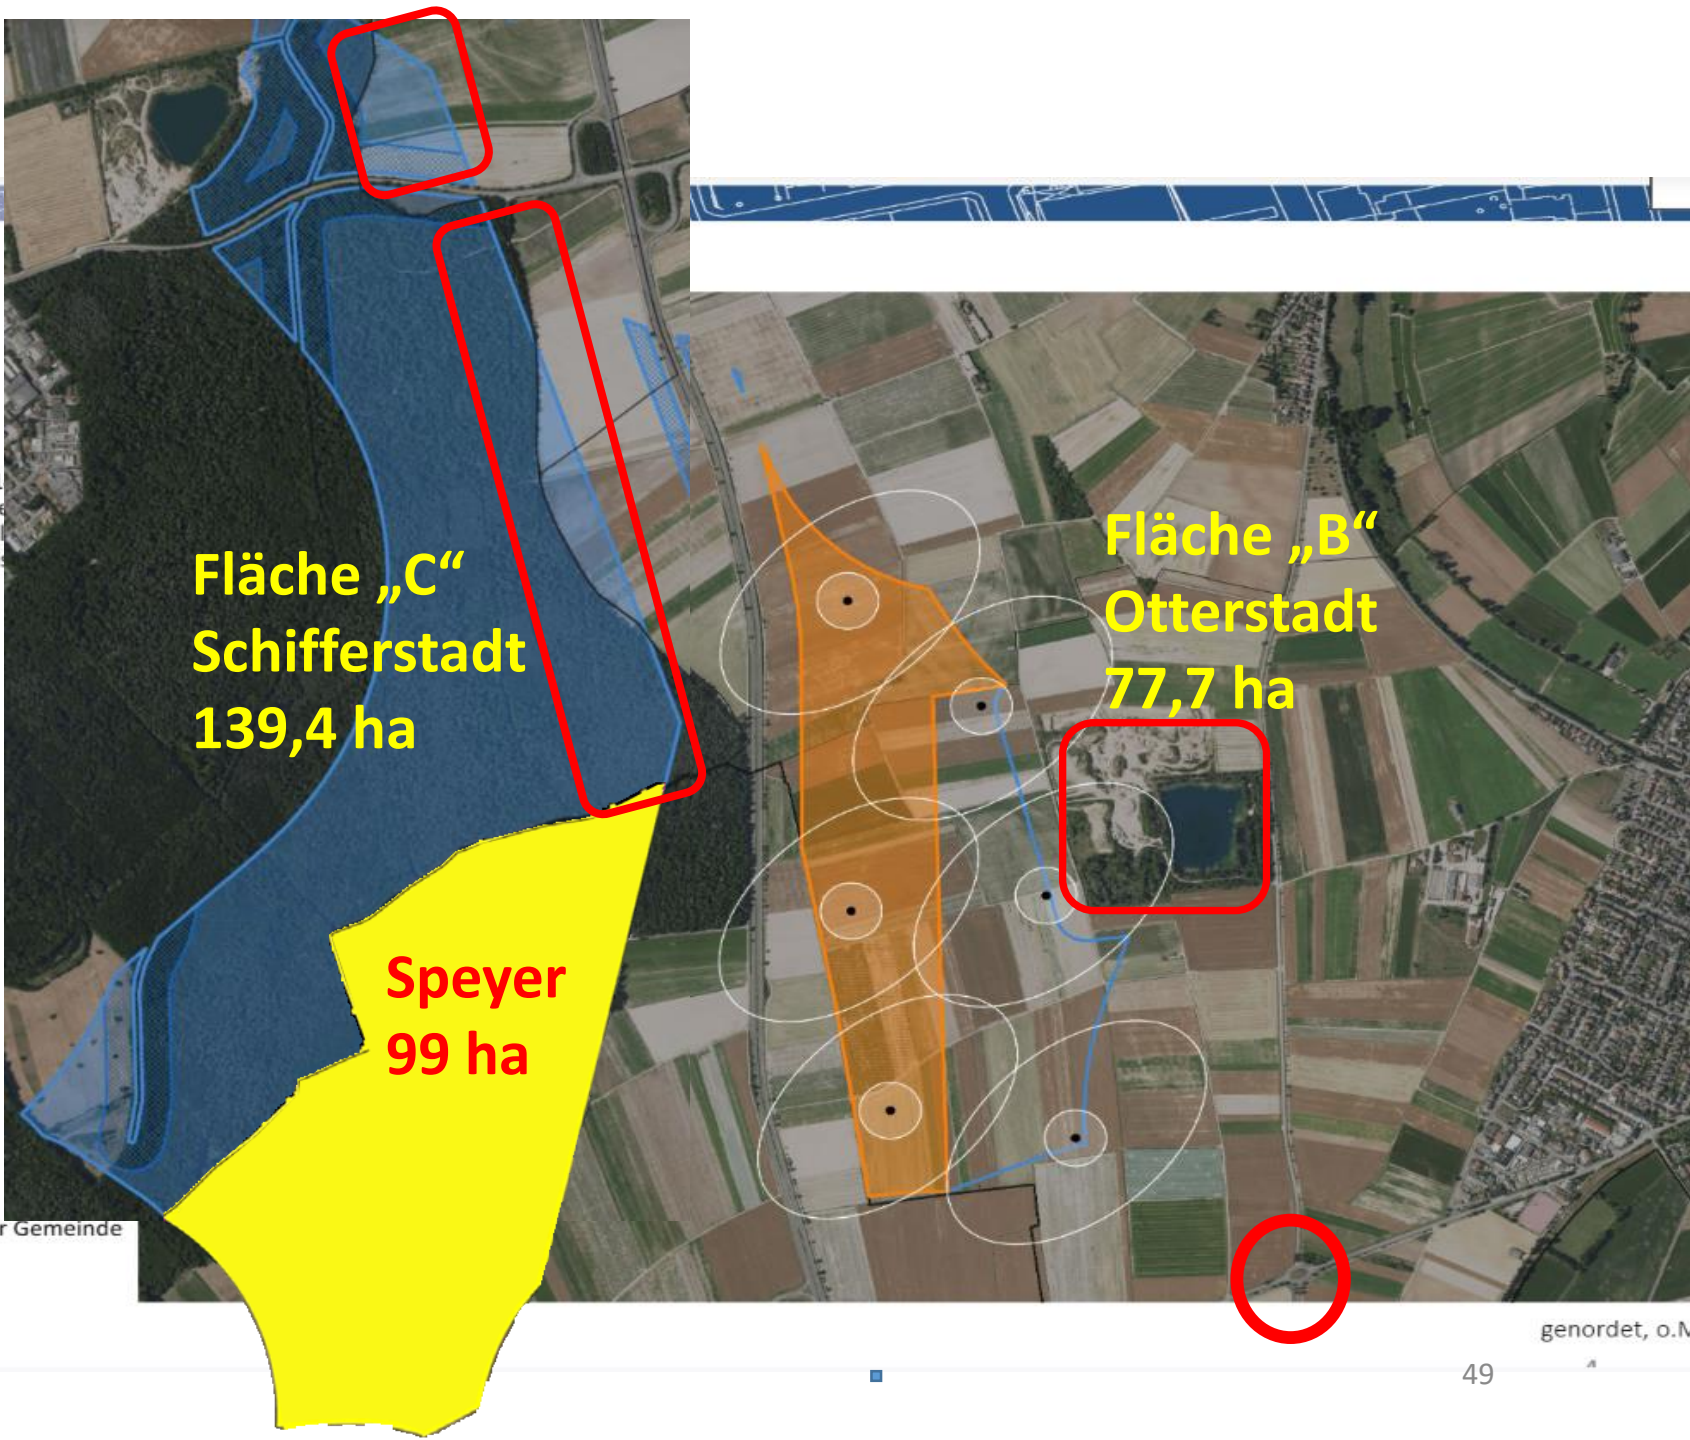 Fläche „C“
Schifferstadt
139,4 ha
Fläche „B“
Otterstadt
77,7 ha
Speyer
99 ha
r Gemeinde
genordet, o.M
49